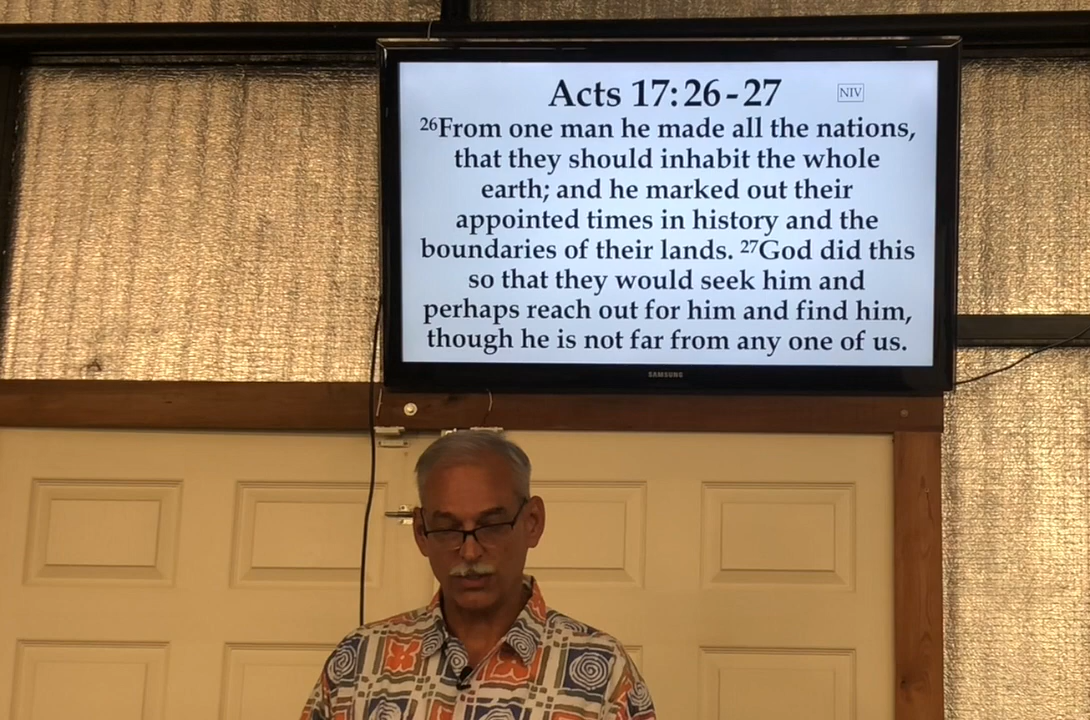 Acts 17:26-27 NIV
²⁶From one man he made all the nations,
that they should inhabit the whole
earth; and he marked out their
appointed times in history and the
boundaries of their lands. ²⁷God did this
so that they would seek him and
perhaps reach out for him and find him,
though he is not far from any one of us.
SAMSUNG